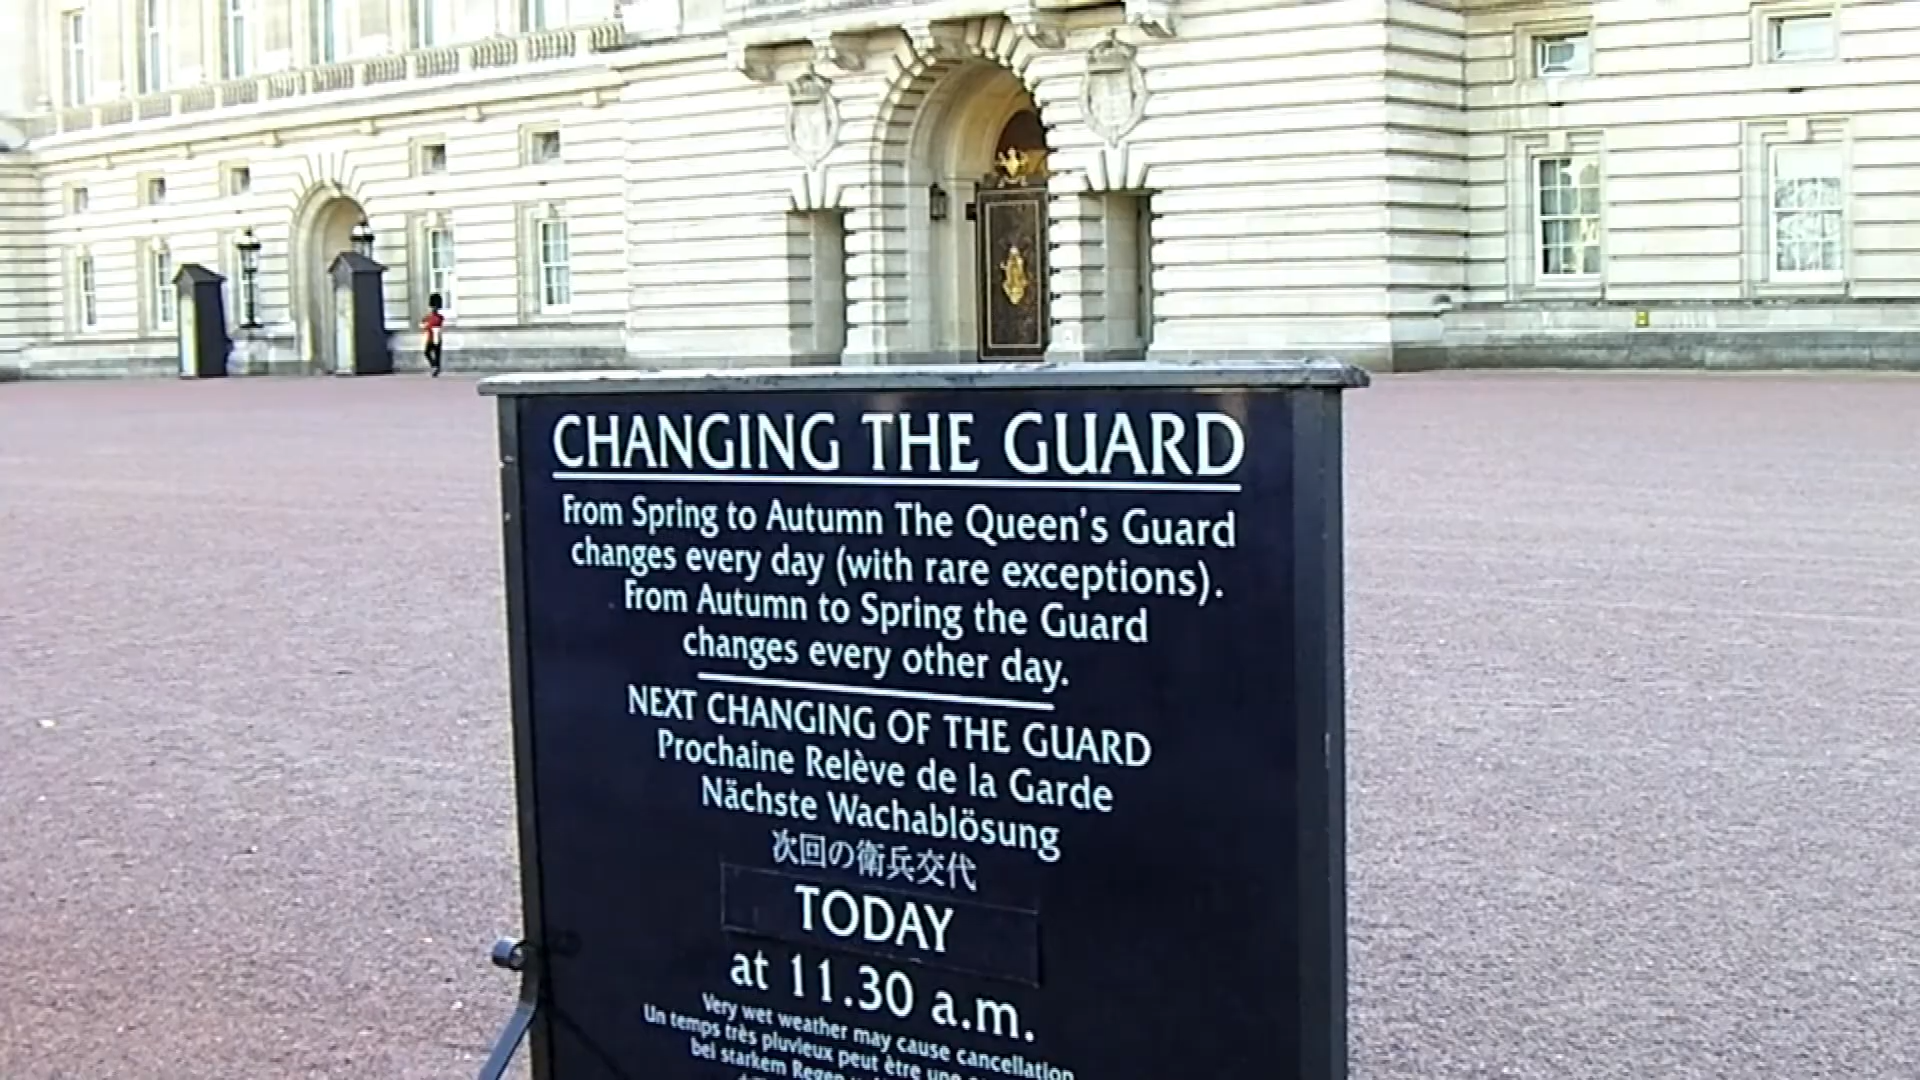 CHANGING THE GUARD
From Spring to Autumn The Queen's Guard
changes every day (with rare exceptions).
From Autumn to Spring the Guard
changes every other day.
NEXT CHANGING OF THE GUARD
Prochaine Relève de la Garde
Nächste Wachablösung
次回の衛兵交代
TODAY
at 11.30 a.m.
Very wet weather may cause cancellation
Un temps très pluvieux peut être une
bei starkem Regen